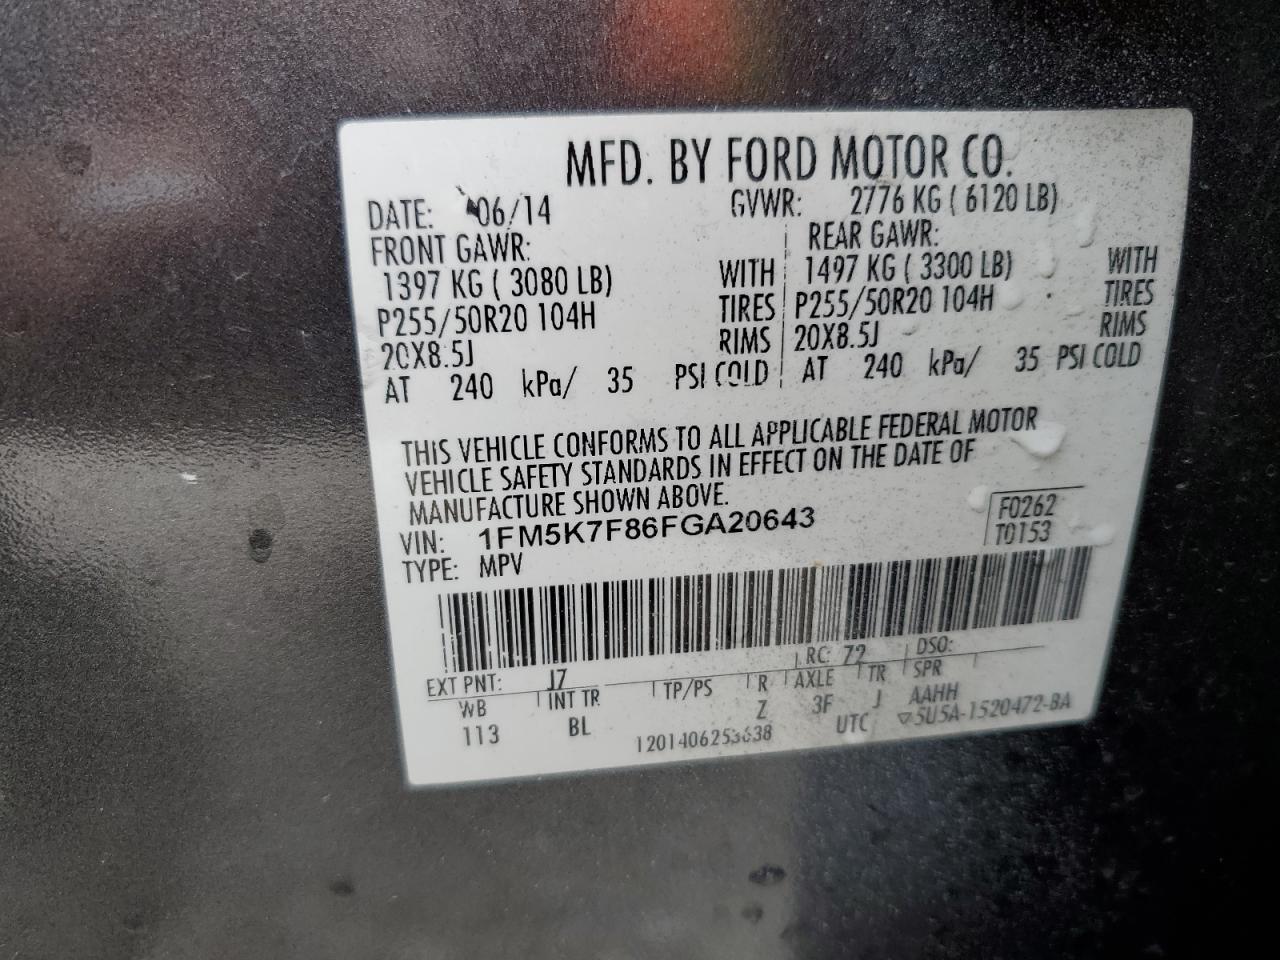 MFD. BY FORD MOTOR CO.
DATE: 06/14 GVWR: 2776 KG ( 6120 LB)
FRONT GAWR: REAR GAWR:
1397 KG ( 3080 LB) WITH 1497 KG ( 3300 LB) WITH
P255/50R20 104H TIRES P255/50R20 104H TIRES
20X8.5J RIMS 20X8.5J RIMS
AT 240 kPa/ 35 PSI COLD AT 240 kPa/ 35 PSI COLD
THIS VEHICLE CONFORMS TO ALL APPLICABLE FEDERAL MOTOR
VEHICLE SAFETY STANDARDS IN EFFECT ON THE DATE OF
MANUFACTURE SHOWN ABOVE.
VIN: 1FM5K7F86FGA20643 F0262
TYPE: MPV T0153
EXT PNT: J7 RC: 72 DSO:
WB INT TR TP/PS R AXLE TR SPR
113 BL Z 3F J AAHH
1201406253638 UTC ▽5U5A-1520472-BA